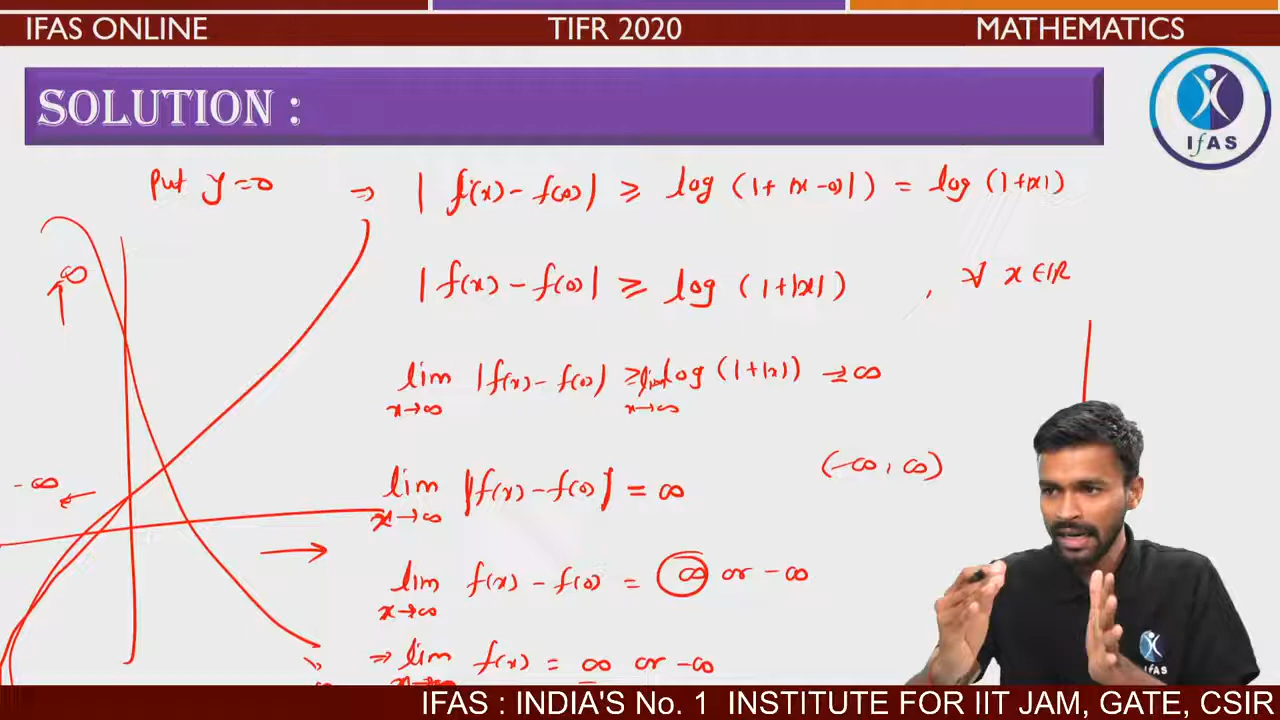 IFAS ONLINE TIFR 2020 MATHEMATICS
SOLUTION :
IfAS
Put y=0 ⇒ | f(x) - f(0)| ≥ log (1+ |x-0|) = log (1+|x|)
|f(x) - f(0)| ≥ log (1+|x|) , ∀ x ∈ IR
∞
lim x→∞ |f(x) - f(0)| ≥ lim x→∞ log (1+|x|) → ∞
(-∞, ∞)
-∞
lim x→∞ |f(x) - f(0)| = ∞
lim x→∞ f(x) - f(0) = ∞ or -∞
⇒ lim x→∞ f(x) = ∞ or -∞
IfAS
IFAS : INDIA'S No. 1 INSTITUTE FOR IIT JAM, GATE, CSIR